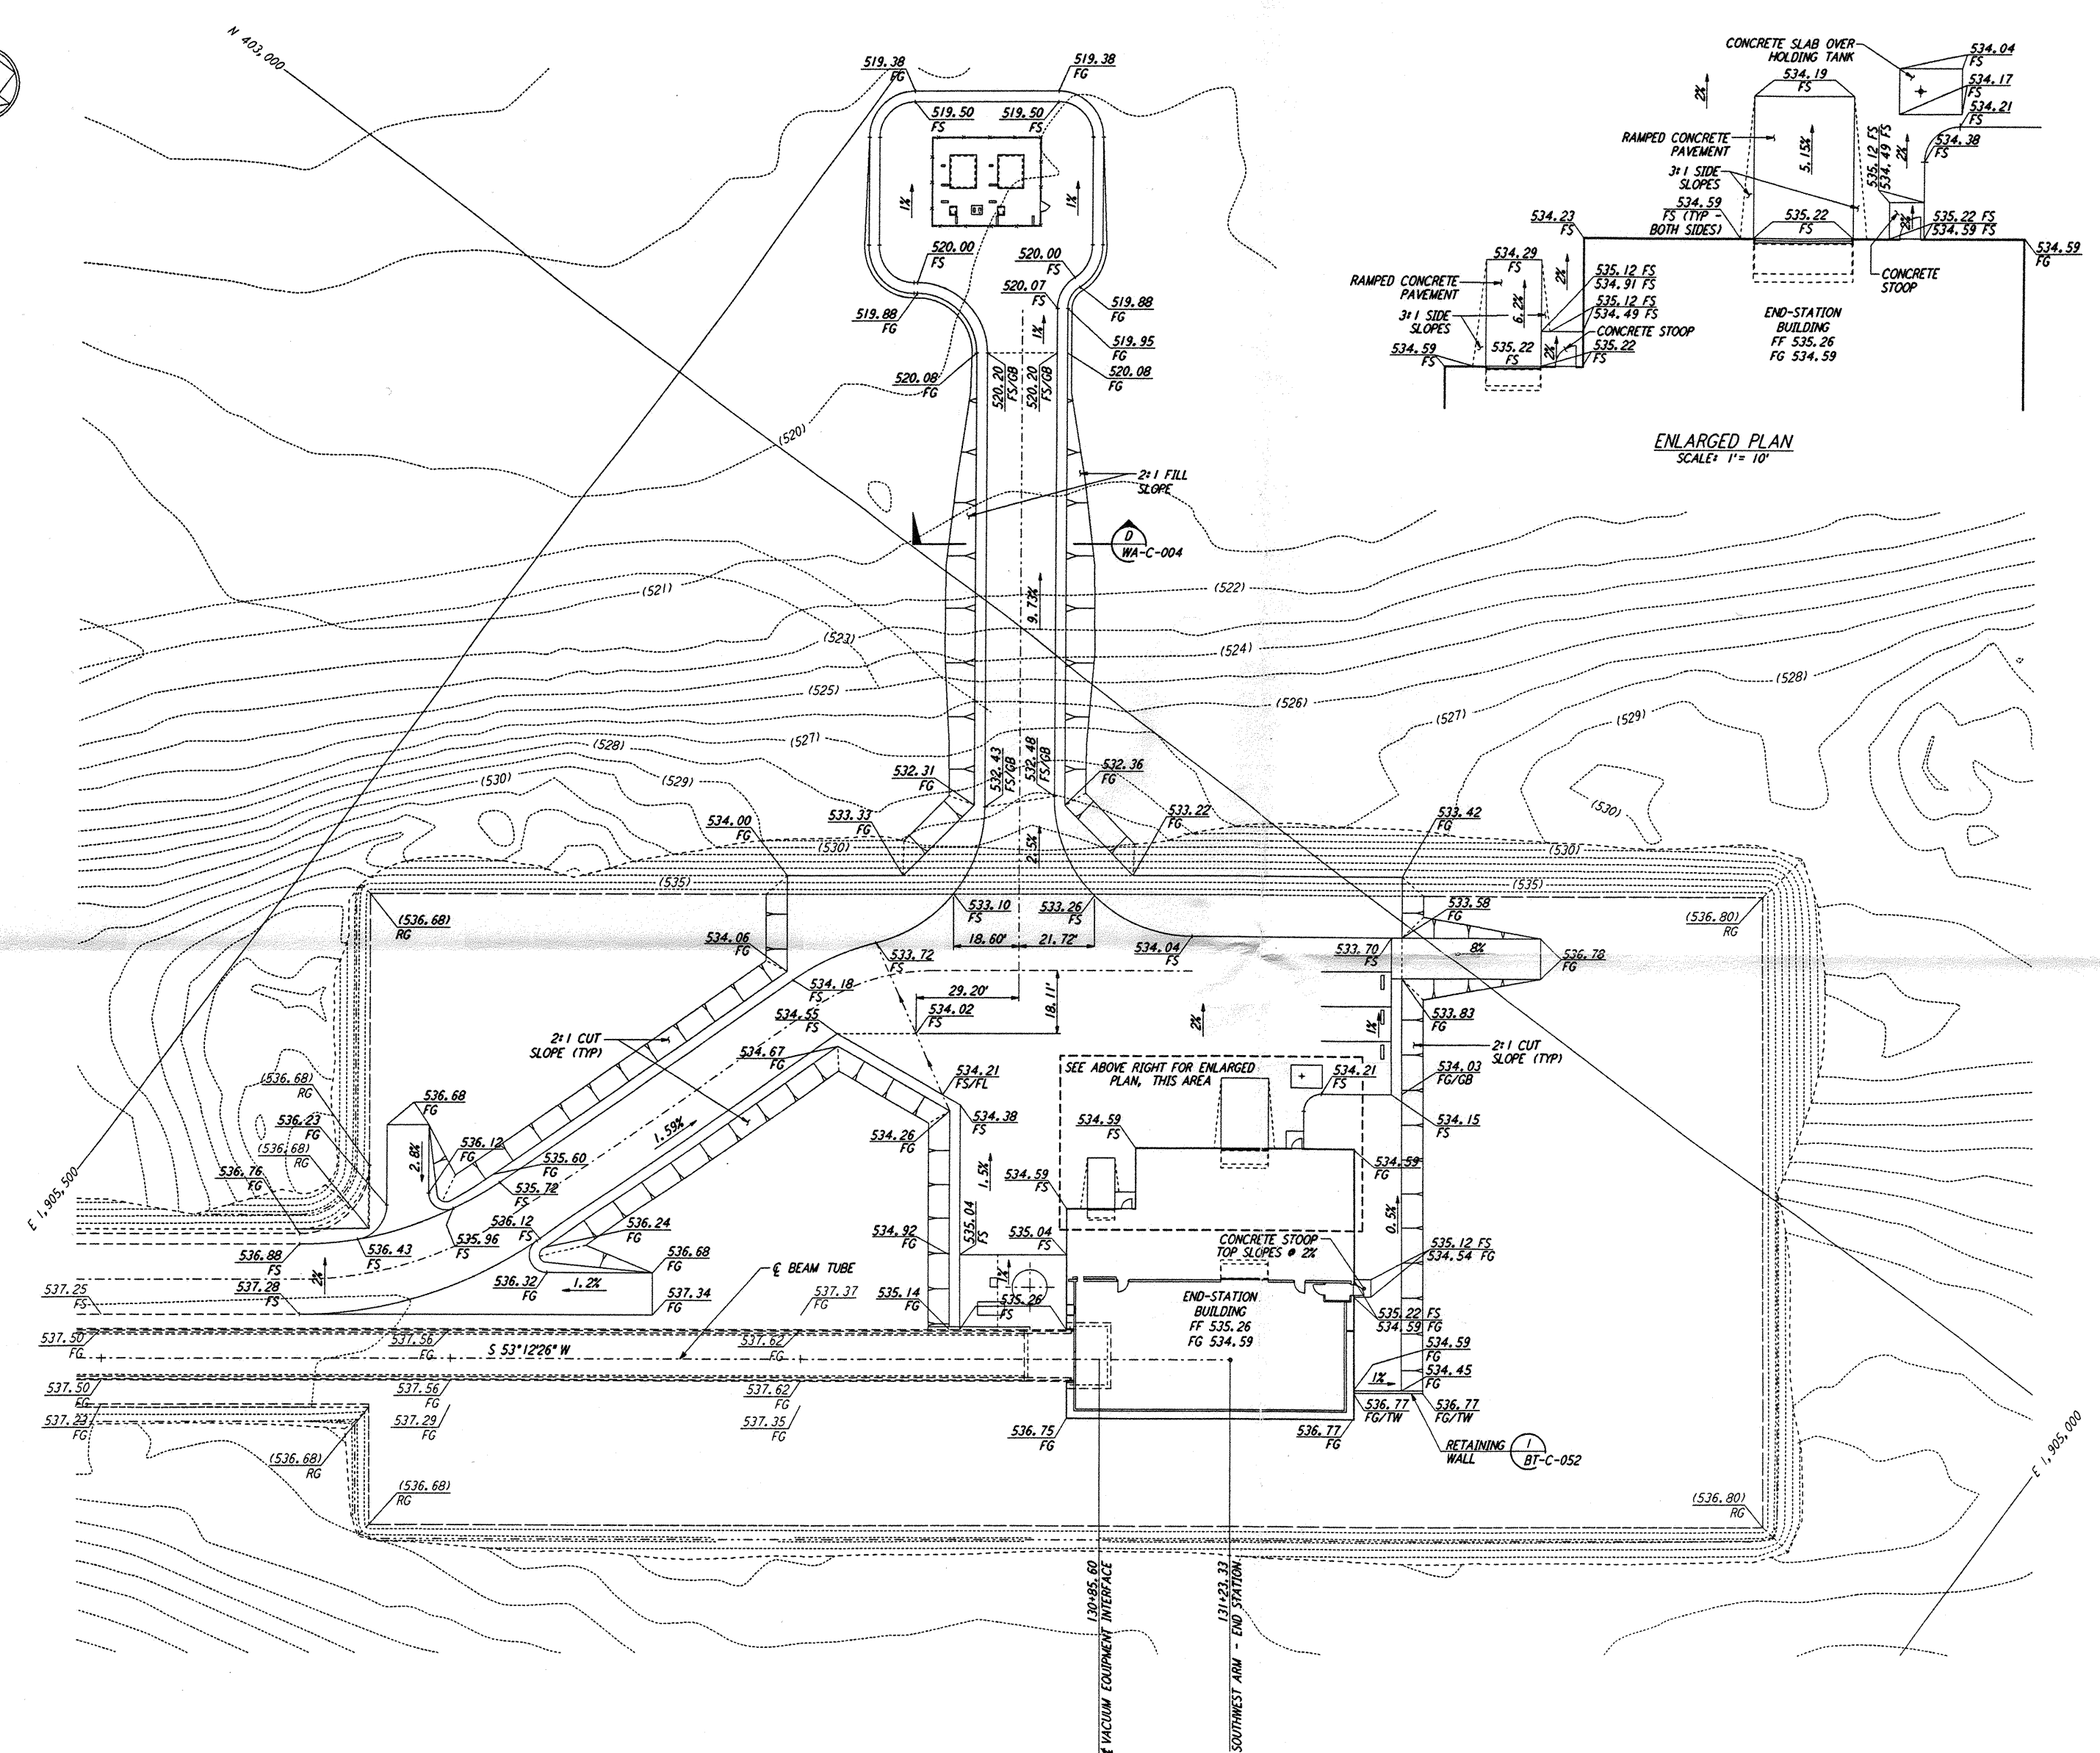 N 403,000
519.38
FG
519.38
FG
519.50
FS
519.50
FS
1%
1%
520.00
FS
520.00
FS
520.07
FS
519.88
FG
519.88
FG
1%
519.95
FG
520.08
FG
520.20
FS/GB
520.20
FS/GB
520.08
FG
(520)
2:1 FILL
SLOPE
D
WA-C-004
9.73%
CONCRETE SLAB OVER
HOLDING TANK
534.04
FS
534.17
FS
534.21
FS
534.19
FS
2%
RAMPED CONCRETE
PAVEMENT
5.15%
535.12 FS
534.49 FS
2%
534.38
FS
3:1 SIDE
SLOPES
534.59
FS (TYP -
BOTH SIDES)
534.23
FS
535.22
FS
2%
535.22 FS
534.59 FS
534.59
FG
CONCRETE
STOOP
534.29
FS
2%
RAMPED CONCRETE
PAVEMENT
6.2%
535.12 FS
534.91 FS
535.12 FS
534.49 FS
3:1 SIDE
SLOPES
CONCRETE STOOP
534.59
FS
535.22
FS
2%
535.22
FS
END-STATION
BUILDING
FF 535.26
FG 534.59
ENLARGED PLAN
SCALE: 1'= 10'
(521)
(522)
(523)
(524)
(525)
(526)
(527)
(527)
(528)
(528)
(529)
(529)
(530)
(530)
532.31
FG
532.43
FS/GB
532.48
FS/GB
532.36
FG
534.00
FG
533.33
FG
533.22
FG
533.42
FG
2.5%
(530)
(530)
(535)
(535)
(536.68)
RG
533.10
FS
533.26
FS
533.58
FG
(536.80)
RG
534.06
FG
18.60'
21.72'
534.04
FS
533.72
FS
533.70
FS
8%
536.78
FG
534.18
FS
29.20'
18.11'
534.55
FS
534.02
FS
2%
1%
533.83
FG
2:1 CUT
SLOPE (TYP)
534.67
FG
2:1 CUT
SLOPE (TYP)
SEE ABOVE RIGHT FOR ENLARGED
PLAN, THIS AREA
534.21
FS/FL
534.21
FS
534.03
FG/GB
(536.68)
RG
536.68
FG
534.38
FS
534.59
FS
534.15
FS
536.23
FG
1.59%
534.26
FG
(536.68)
RG
536.12
FG
2.8%
535.60
FG
1.5%
534.59
FG
536.76
FG
535.72
FS
534.59
FS
E 1,905,500
536.12
FG
536.24
FG
534.92
FG
535.04
FS
535.04
FS
0.5%
536.88
FS
536.43
FS
535.96
FS
536.68
FG
CONCRETE STOOP
TOP SLOPES @ 2%
535.12 FS
534.54 FG
2%
536.32
FG
1.2%
℄ BEAM TUBE
1%
537.25
FS
537.28
FS
537.34
FG
537.37
FG
535.14
FG
535.26
FS
END-STATION
BUILDING
FF 535.26
FG 534.59
535.22 FS
534.59 FG
537.50
FG
537.56
FG
S 53°12'26" W
537.62
FG
534.59
FG
537.50
FG
537.56
FG
537.62
FG
1%
534.45
FG
537.23
FG
537.29
FG
537.35
FG
536.75
FG
536.77
FG
536.77
FG/TW
536.77
FG/TW
RETAINING
WALL
1
BT-C-052
(536.68)
RG
(536.68)
RG
(536.80)
RG
E 1,905,000
130+85.60
℄ VACUUM EQUIPMENT INTERFACE
131+23.33
SOUTHWEST ARM - END STATION